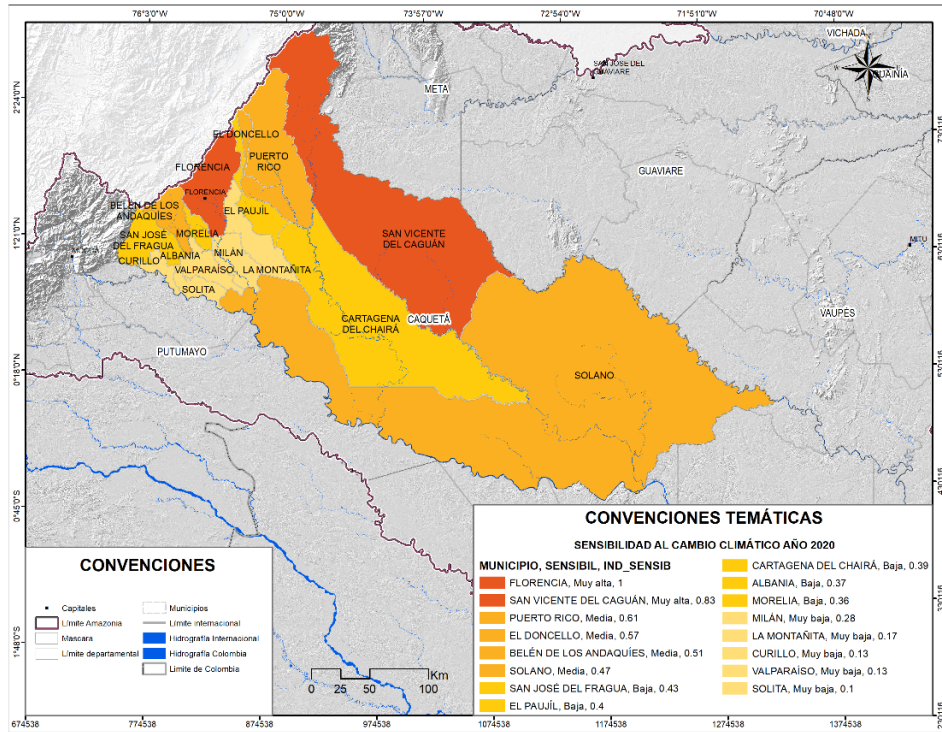 76°3'0"W 75°0'0"W 73°57'0"W 72°54'0"W 71°51'0"W 70°48'0"W
VICHADA
SAN JOSÉ DEL
GUAVIARE
GUAINÍA
META
2°24'0"N
EL DONCELLO
PUERTO
RICO
FLORENCIA
GUAVIARE
FLORENCIA
BELÉN DE LOS
ANDAQUÍES
EL PAUJÍL
1°21'0"N
SAN JOSÉ
DEL FRAGUA
MORELIA
SAN VICENTE
DEL CAGUÁN
MITU
CURILLO
ALBANIA
MILÁN
VALPARAÍSO
LA MONTAÑITA
SOLITA
CARTAGENA
DEL CHAIRÁ
CAQUETÁ
VAUPÉS
PUTUMAYO
0°18'0"N
SOLANO
0°45'0"S
1°48'0"S
CONVENCIONES
Capitales
Límite Amazonia
Mascara
Límite departamental
Municipios
Límite internacional
Hidrografía Internacional
Hidrografía Colombia
Limite de Colombia
Km
0 25 50 100
CONVENCIONES TEMÁTICAS
SENSIBILIDAD AL CAMBIO CLIMÁTICO AÑO 2020
MUNICIPIO, SENSIBIL, IND_SENSIB
FLORENCIA, Muy alta, 1
SAN VICENTE DEL CAGUÁN, Muy alta, 0.83
PUERTO RICO, Media, 0.61
EL DONCELLO, Media, 0.57
BELÉN DE LOS ANDAQUÍES, Media, 0.51
SOLANO, Media, 0.47
SAN JOSÉ DEL FRAGUA, Baja, 0.43
EL PAUJÍL, Baja, 0.4
CARTAGENA DEL CHAIRÁ, Baja, 0.39
ALBANIA, Baja, 0.37
MORELIA, Baja, 0.36
MILÁN, Muy baja, 0.28
LA MONTAÑITA, Muy baja, 0.17
CURILLO, Muy baja, 0.13
VALPARAÍSO, Muy baja, 0.13
SOLITA, Muy baja, 0.1
674538 774538 874538 974538 1074538 1174538 1274538 1374538